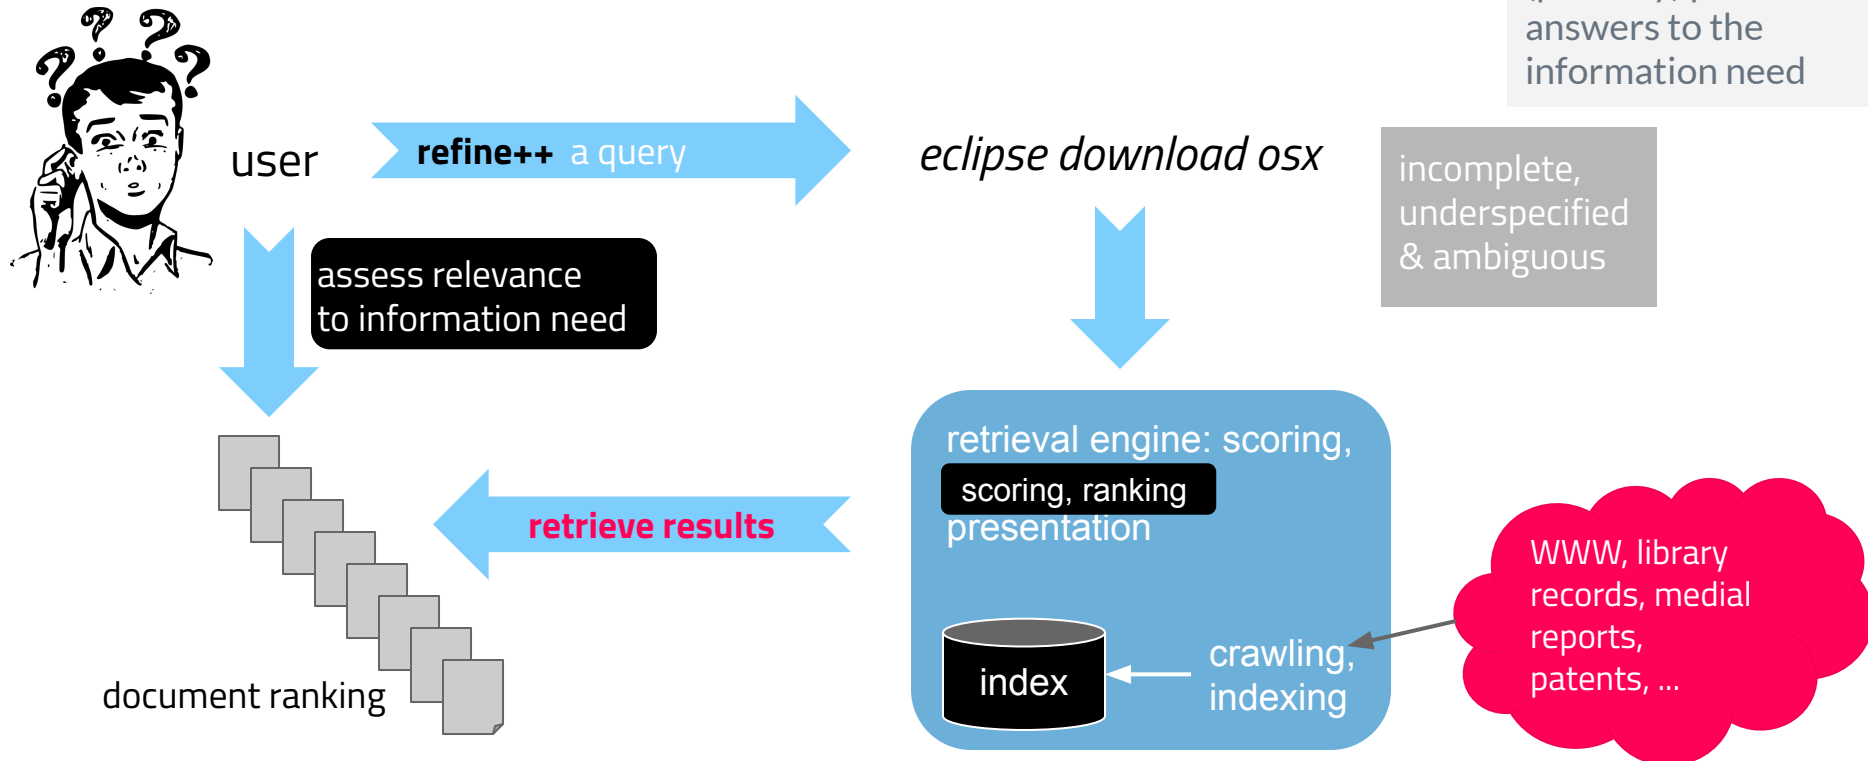 answers to the
information need
user
refine++ a query
eclipse download osx
incomplete,
underspecified
& ambiguous
assess relevance
to information need
retrieval engine: scoring,
scoring, ranking
presentation
retrieve results
WWW, library
records, medial
reports,
patents, ...
crawling,
indexing
index
document ranking
? ? ? ?